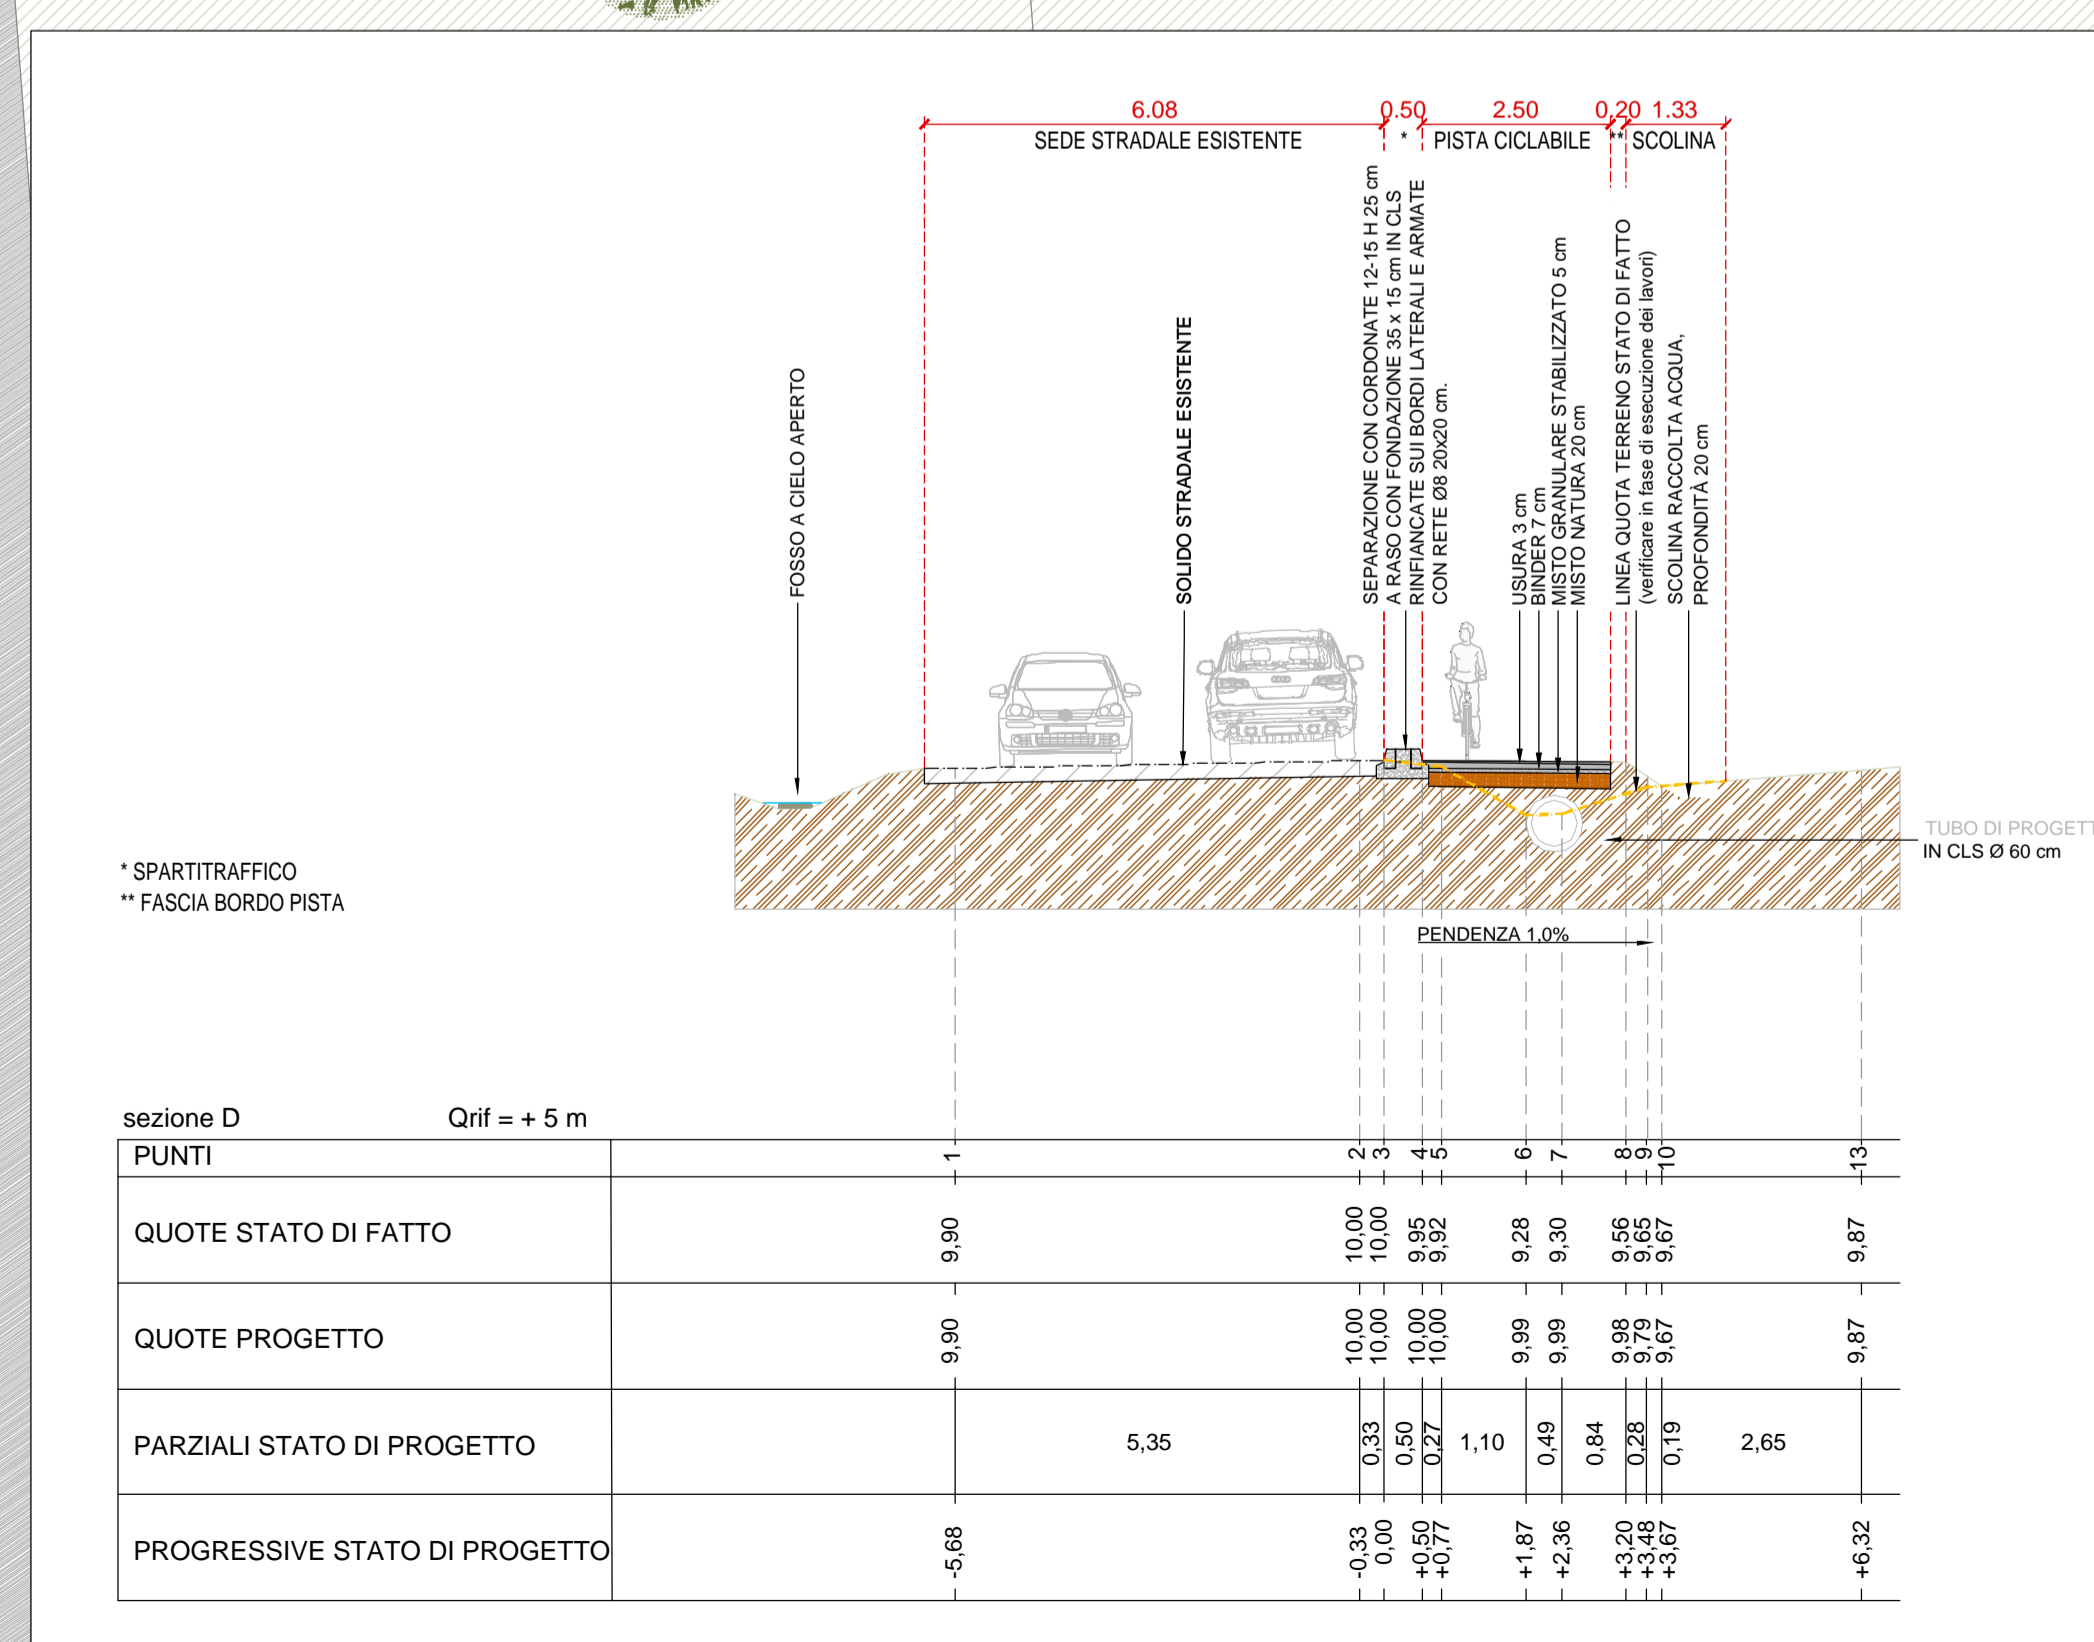 6.08 0.50 2.50 0.20 1.33
SEDE STRADALE ESISTENTE * PISTA CICLABILE ** SCOLINA
FOSSO A CIELO APERTO
SOLIDO STRADALE ESISTENTE
SEPARAZIONE CON CORDONATE 12-15 H 25 cm
A RASO CON FONDAZIONE 35 x 15 cm IN CLS
RINFIANCATE SUI BORDI LATERALI E ARMATE
CON RETE Ø8 20x20 cm.
USURA 3 cm
BINDER 7 cm
MISTO GRANULARE STABILIZZATO 5 cm
MISTO NATURA 20 cm
LINEA QUOTA TERRENO STATO DI FATTO
(verificare in fase di esecuzione dei lavori)
SCOLINA RACCOLTA ACQUA,
PROFONDITÀ 20 cm
TUBO DI PROGETT
IN CLS Ø 60 cm
* SPARTITRAFFICO
** FASCIA BORDO PISTA
PENDENZA 1,0%
sezione D Qrif = + 5 m
PUNTI 1 2 3 4 5 6 7 8 9 10 13
QUOTE STATO DI FATTO 9,90 10,00 10,00 9,95 9,92 9,28 9,30 9,56 9,65 9,67 9,87
QUOTE PROGETTO 9,90 10,00 10,00 10,00 10,00 9,99 9,99 9,98 9,79 9,67 9,87
PARZIALI STATO DI PROGETTO 5,35 0,33 0,50 0,27 1,10 0,49 0,84 0,28 0,19 2,65
PROGRESSIVE STATO DI PROGETTO -5,68 -0,33 0,00 +0,50 +0,77 +1,87 +2,36 +3,20 +3,48 +3,67 +6,32